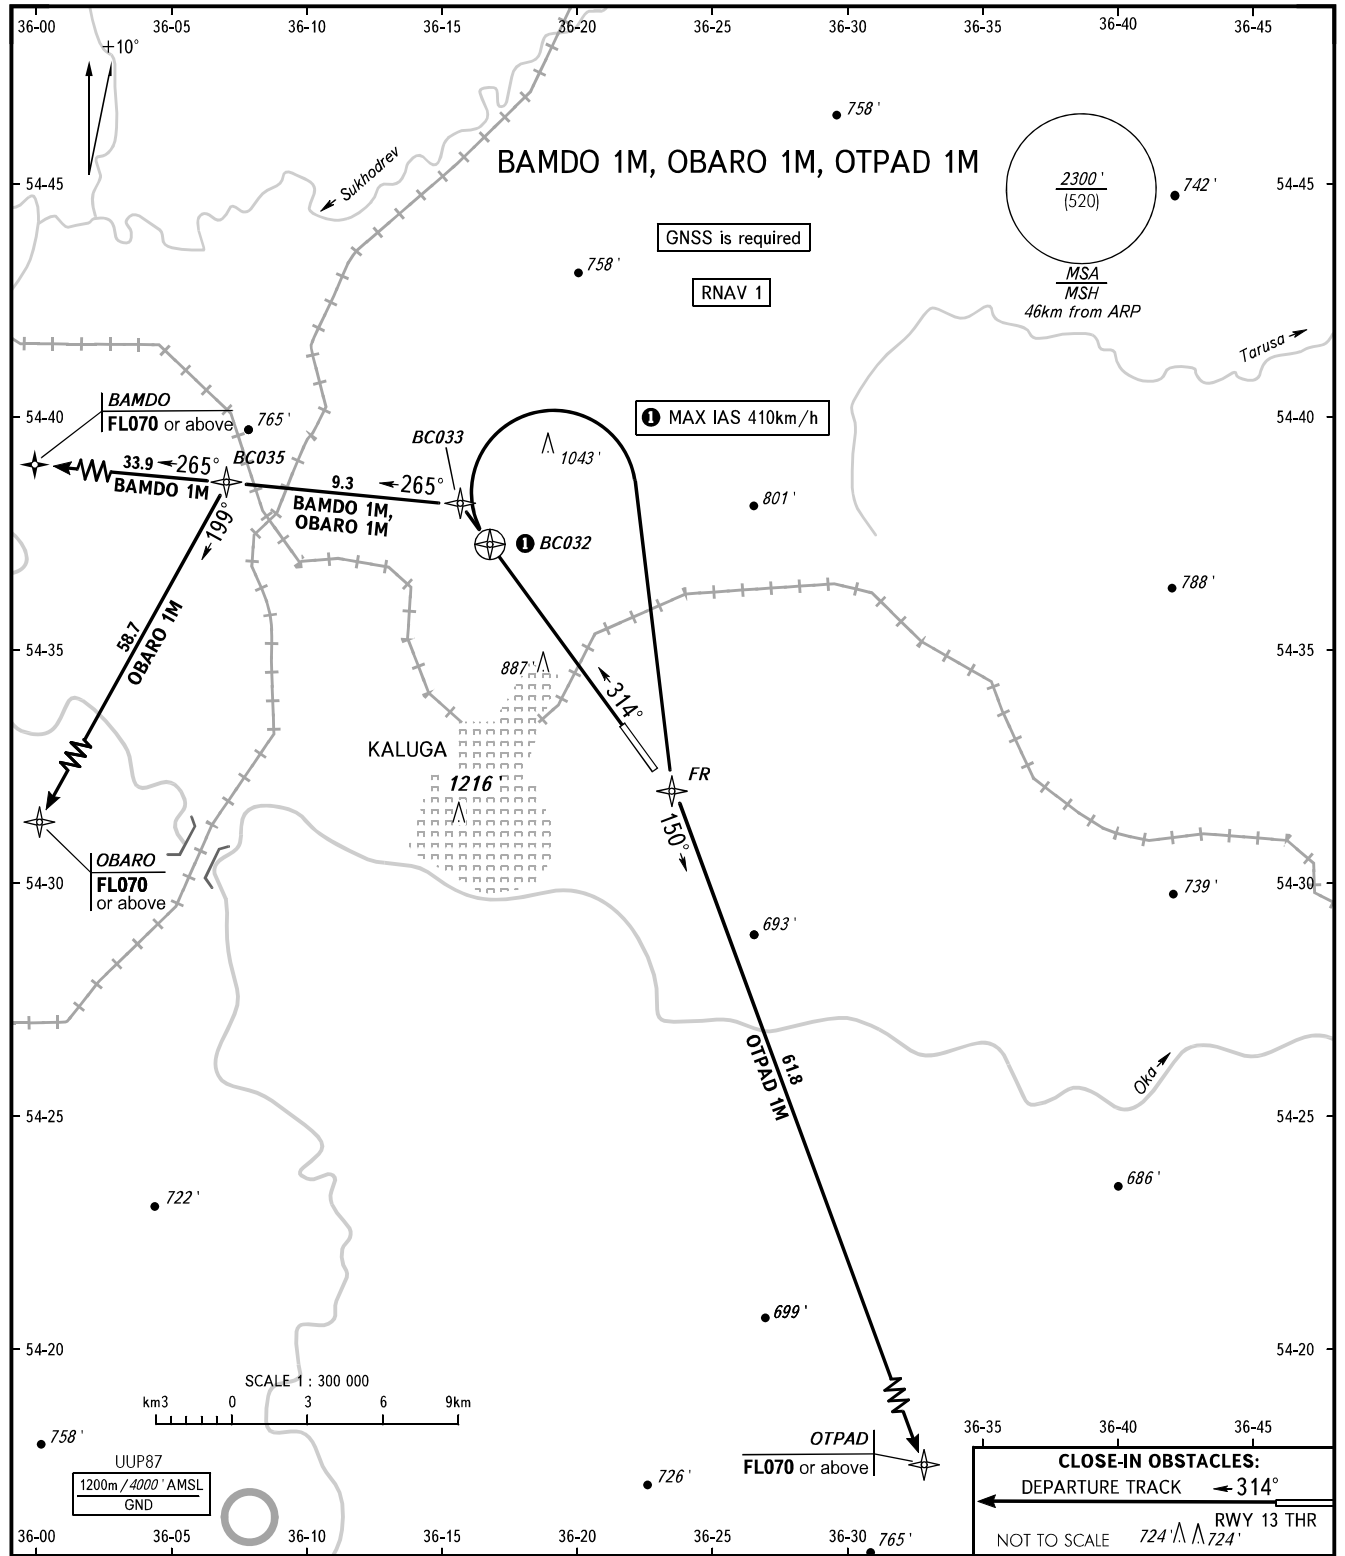 36-00 36-05 36-10 36-15 36-20 36-25 36-30 36-35 36-40 36-45
+10°
758'
Sukhodrev
BAMDO 1M, OBARO 1M, OTPAD 1M
54-45
2300'
(520)
742'
54-45
GNSS is required
758'
RNAV 1
MSA
MSH
46km from ARP
Tarusa
BAMDO
FL070 or above
54-40
765'
1 MAX IAS 410km/h
54-40
BC033
1043'
33.9 265° BC035
BAMDO 1M
9.3 265°
BAMDO 1M,
OBARO 1M
801'
199°
1 BC032
788'
58.7
OBARO 1M
54-35
887'
54-35
314°
KALUGA
FR
1216'
150°
OBARO
FL070
or above
54-30
739'
54-30
693'
61.8
OTPAD 1M
Oka
54-25
54-25
686'
722'
699'
54-20
54-20
SCALE 1 : 300 000
km3 0 3 6 9km
36-35 36-40 36-45
758'
OTPAD
FL070 or above
UUP87
1200m/4000' AMSL
GND
726'
CLOSE-IN OBSTACLES:
DEPARTURE TRACK 314°
RWY 13 THR
NOT TO SCALE 724' 724'
36-00 36-05 36-10 36-15 36-20 36-25 36-30
765'